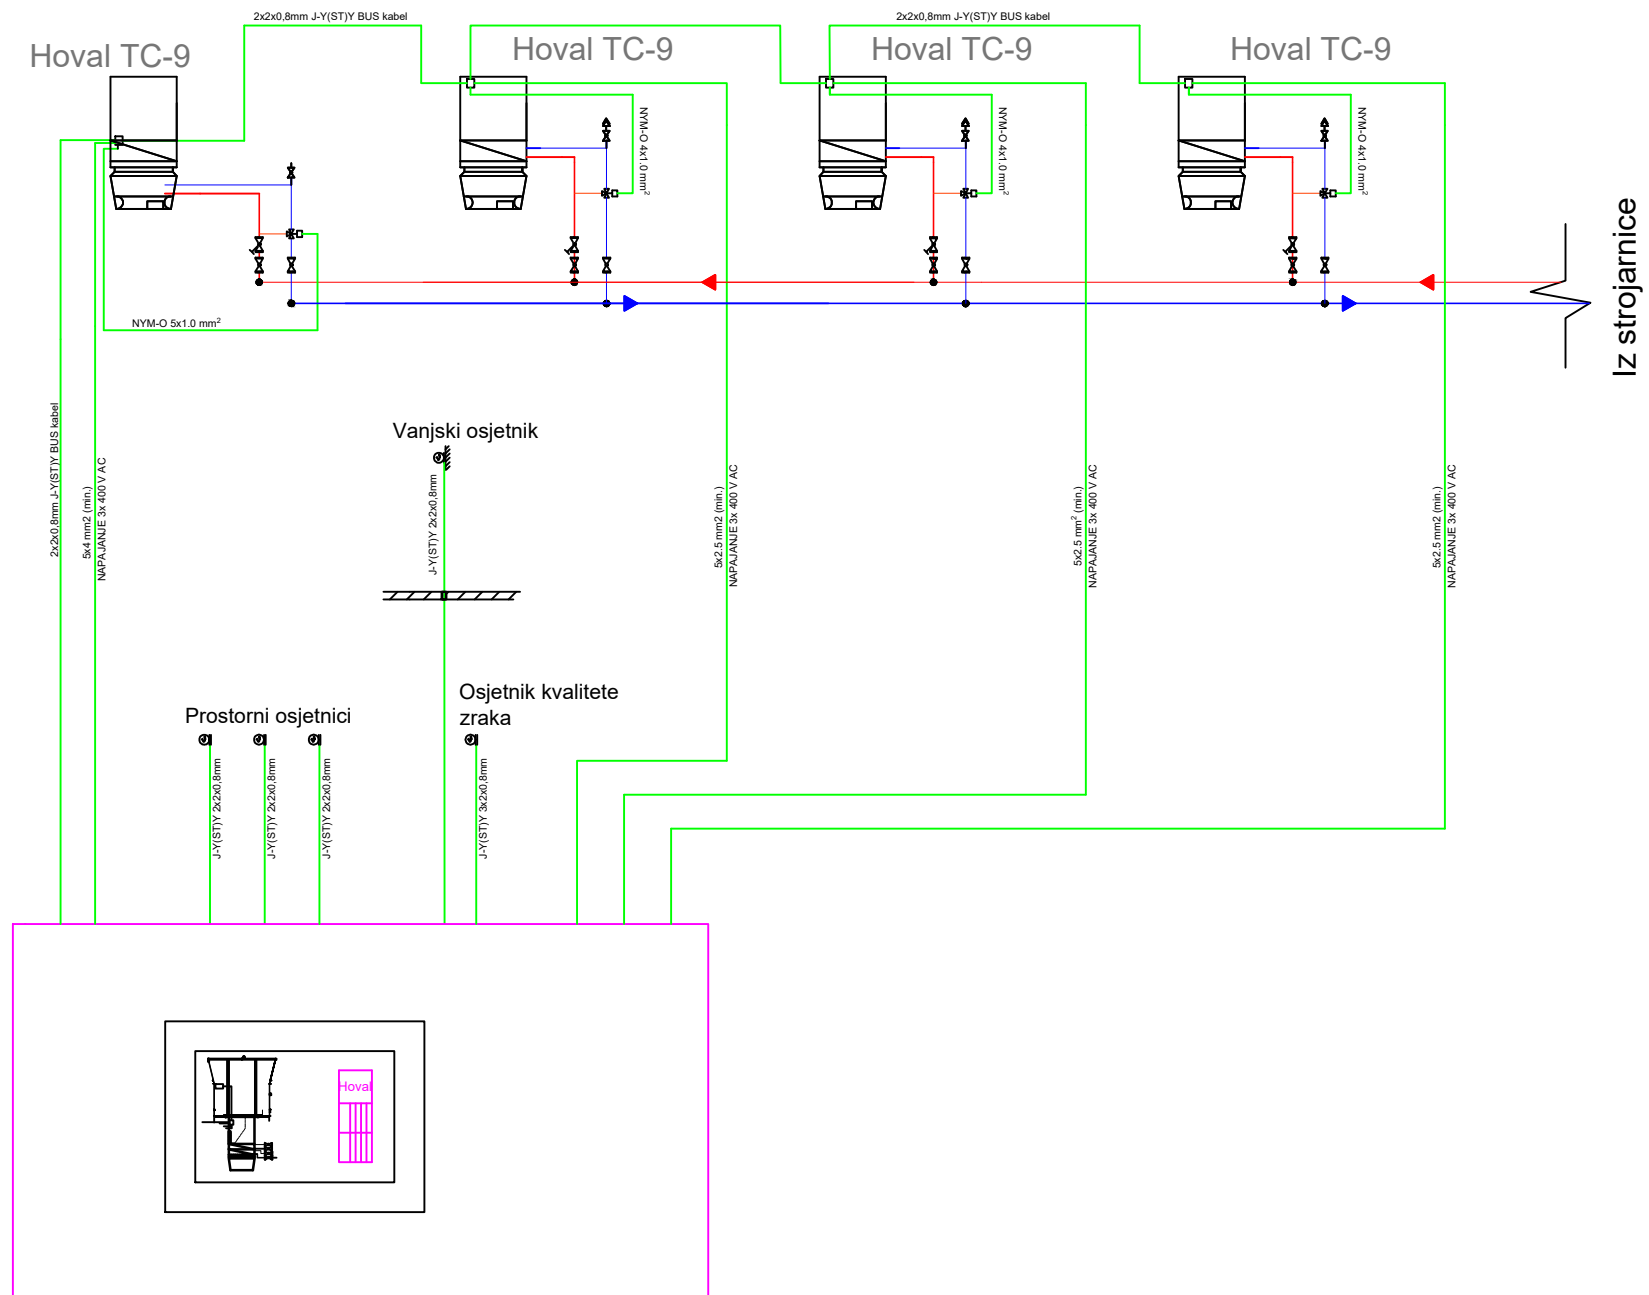 2x2x0,8mm J-Y(ST)Y BUS kabel
2x2x0,8mm J-Y(ST)Y BUS kabel
Hoval TC-9
Hoval TC-9
Hoval TC-9
Hoval TC-9
NYM-O 4x1.0 mm²
NYM-O 4x1.0 mm²
NYM-O 4x1.0 mm²
Iz strojarnice
NYM-O 5x1.0 mm²
2x2x0,8mm J-Y(ST)Y BUS kabel
5x4 mm2 (min.)
NAPAJANJE 3x 400 V AC
Vanjski osjetnik
J-Y(ST)Y 2x2x0,8mm
5x2.5 mm2 (min.)
NAPAJANJE 3x 400 V AC
5x2.5 mm² (min.)
NAPAJANJE 3x 400 V AC
5x2.5 mm2 (min.)
NAPAJANJE 3x 400 V AC
Prostorni osjetnici
Osjetnik kvalitete
zraka
J-Y(ST)Y 2x2x0,8mm
J-Y(ST)Y 2x2x0,8mm
J-Y(ST)Y 2x2x0,8mm
J-Y(ST)Y 3x2x0,8mm
Hoval